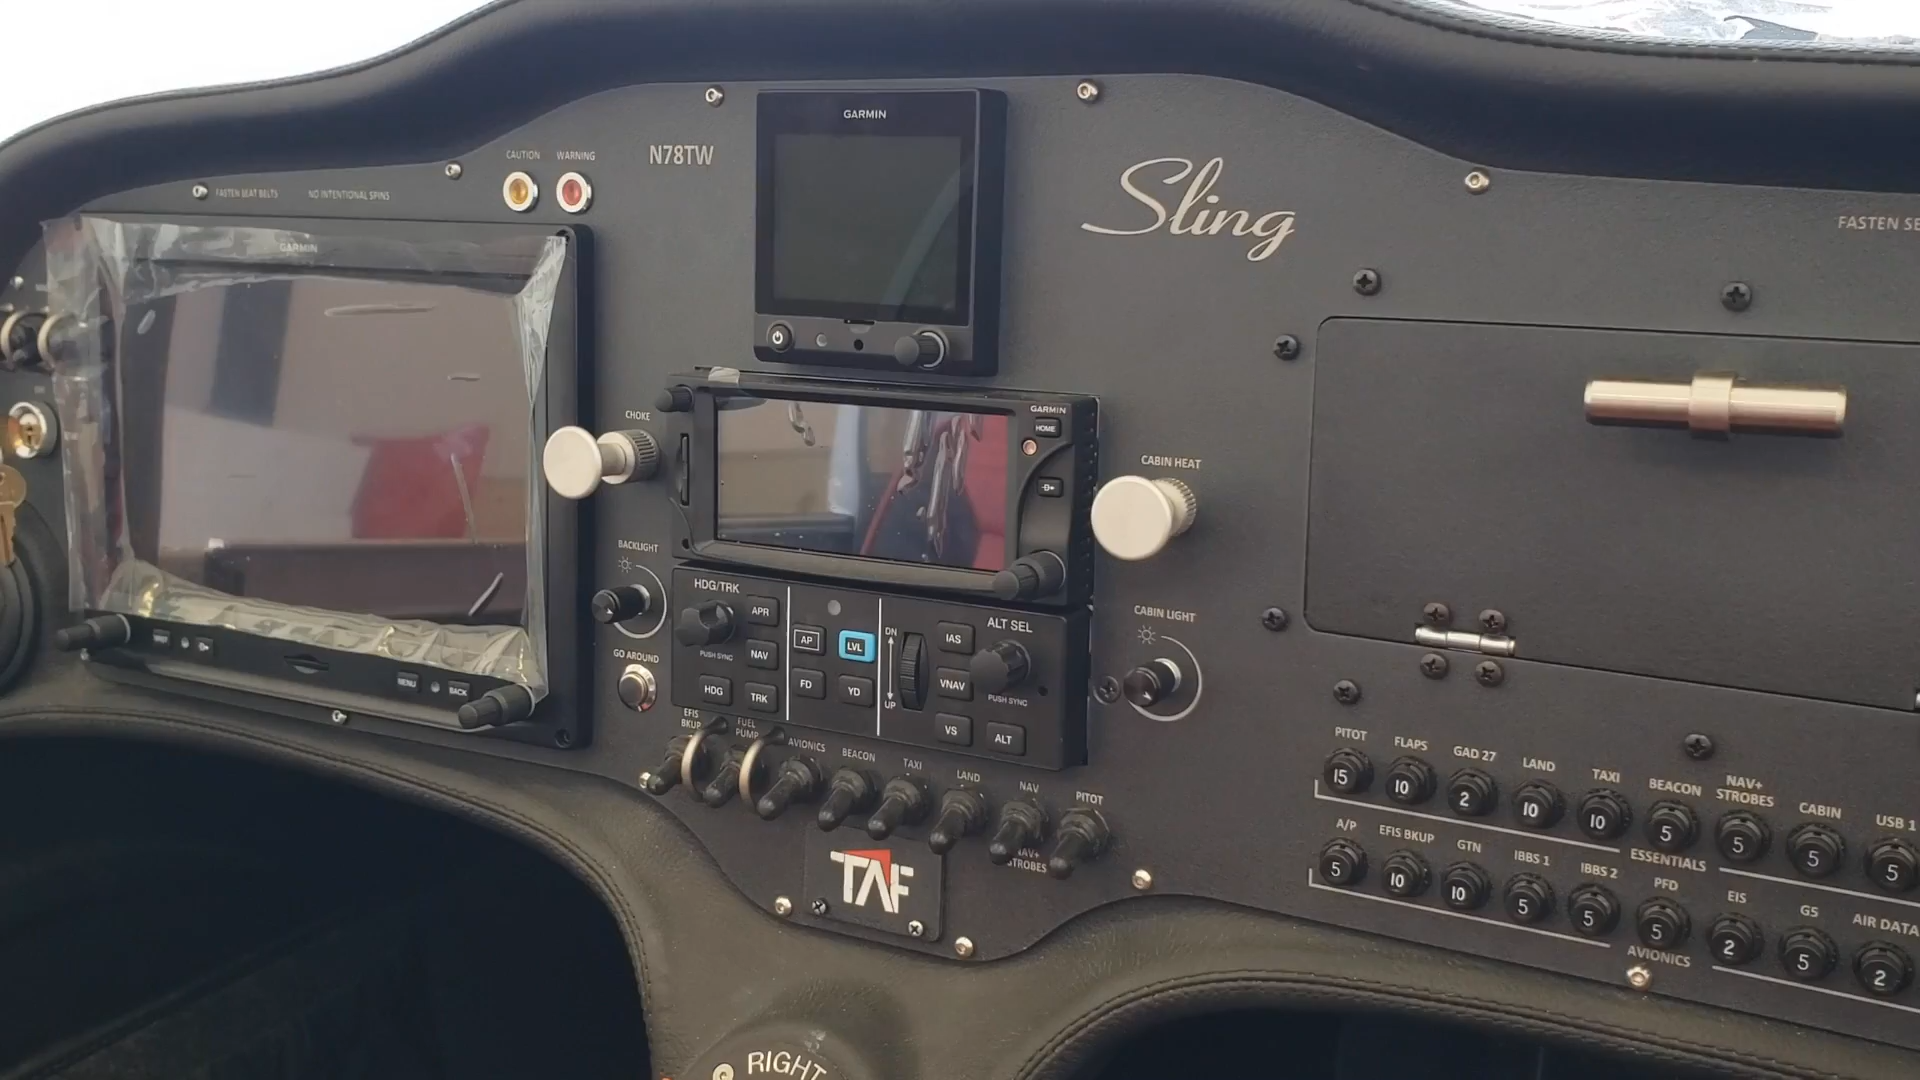 GARMIN
N78TW
CAUTION
WARNING
FASTEN SEAT BELTS
NO INTENTIONAL SPINS
Sling
FASTEN SE
GARMIN
CHOKE
GARMIN
HOME
CABIN HEAT
BACKLIGHT
CABIN LIGHT
GO AROUND
HDG/TRK
APR
PUSH SYNC
NAV
HDG
TRK
AP
LVL
FD
YD
DN
UP
IAS
ALT SEL
VNAV
PUSH SYNC
VS
ALT
MENU
BACK
EFIS
BKUP
FUEL
PUMP
AVIONICS
BEACON
TAXI
LAND
NAV
PITOT
NAV+
STROBES
TAF
RIGHT
PITOT
FLAPS
GAD 27
LAND
TAXI
BEACON
NAV+
STROBES
CABIN
USB 1
15
10
2
10
10
5
5
5
5
ESSENTIALS
A/P
EFIS BKUP
GTN
IBBS 1
IBBS 2
PFD
EIS
G5
AIR DATA
5
10
10
5
5
5
2
5
2
AVIONICS